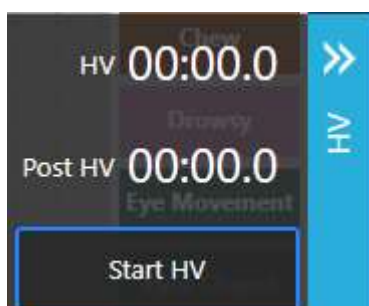 Chew
HV 00:00.0
Drowsy
Post HV 00:00.0
Eye Movement
Start HV
»
HV